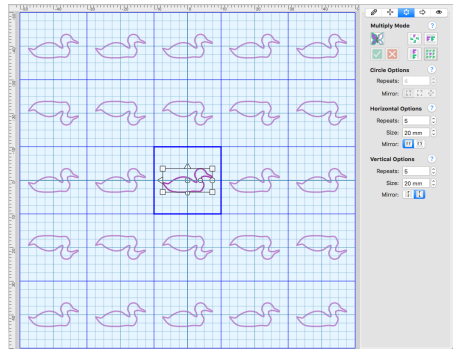 Multiply Mode ?
Circle Options ?
Repeats: 4
Mirror:
Horizontal Options ?
Repeats: 5
Size: 20 mm
Mirror:
Vertical Options ?
Repeats: 5
Size: 20 mm
Mirror: